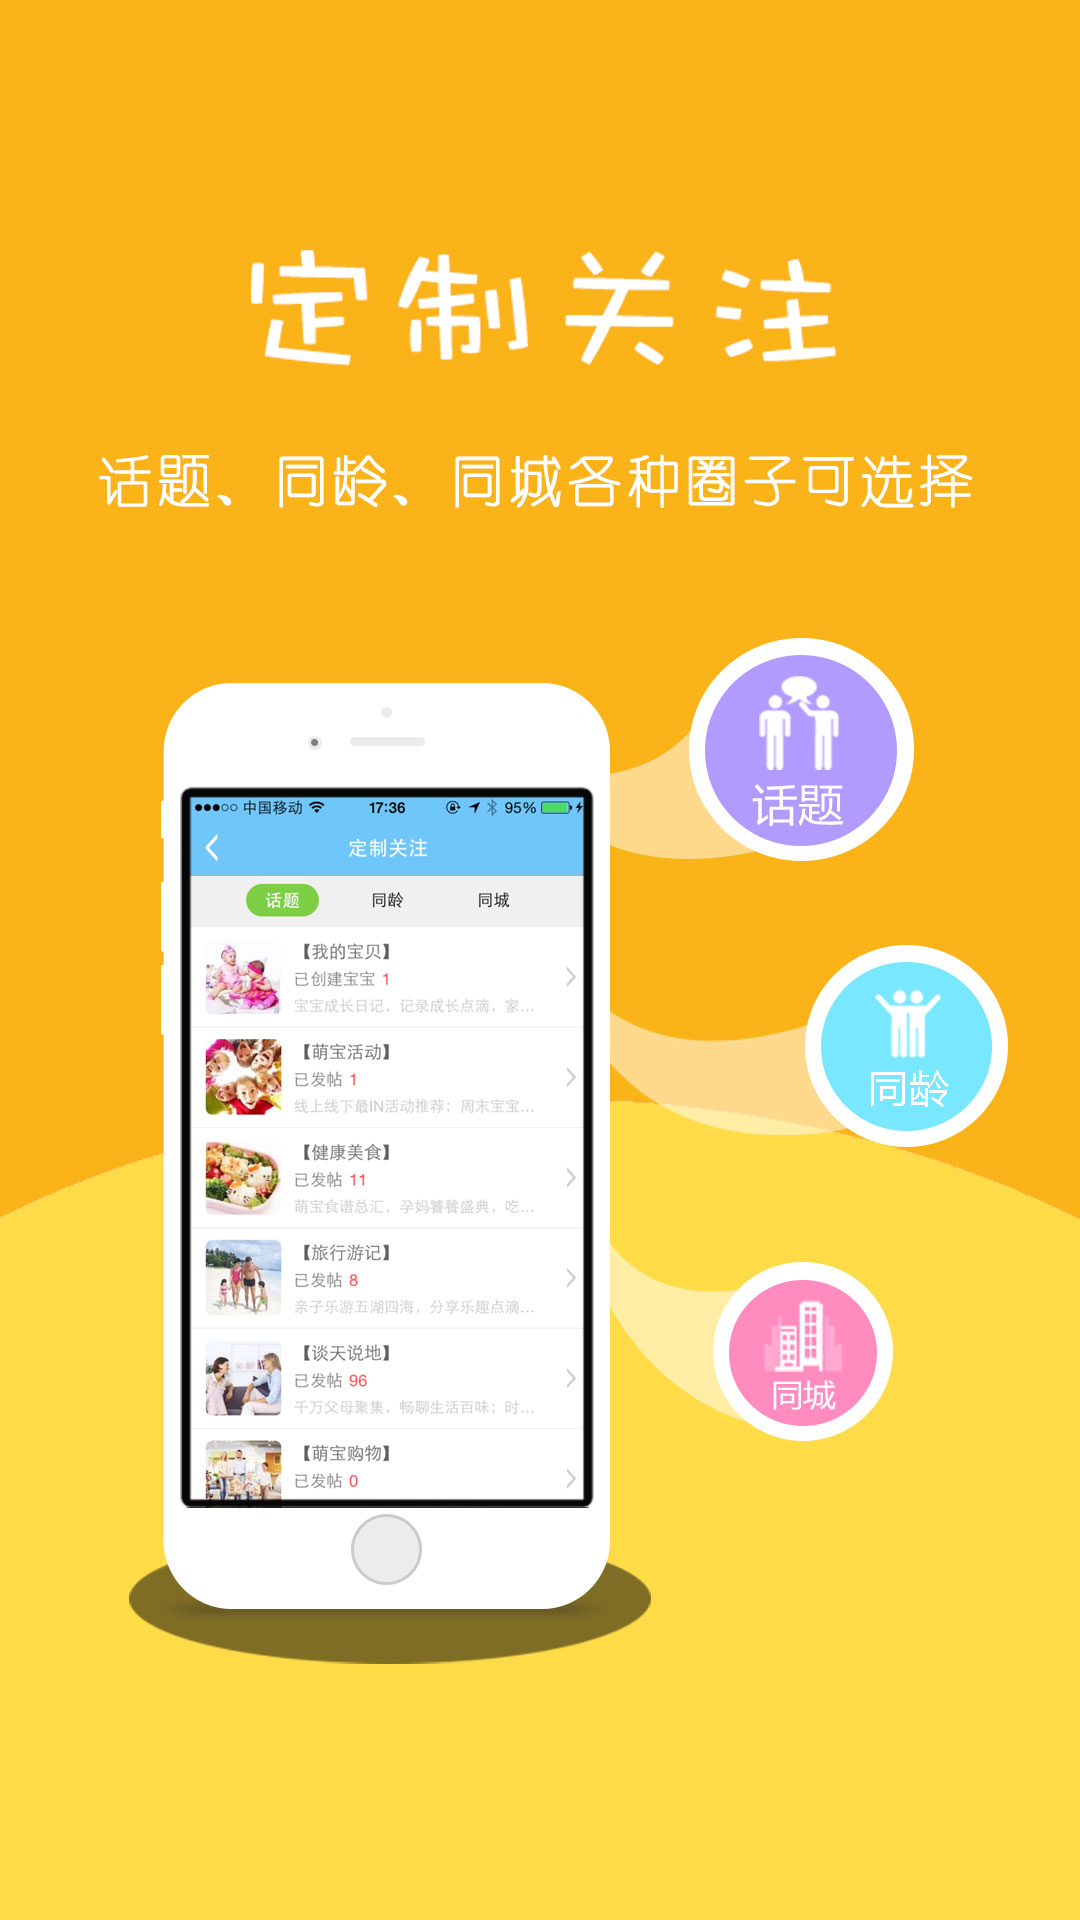 定制关注
话题、同龄、同城各种圈子可选择
话题
同龄
同城
中国移动 17:36 95%
定制关注
话题 同龄 同城
【我的宝贝】
已创建宝宝 1
宝宝成长日记，记录成长点滴，家...
【萌宝活动】
已发帖 1
线上线下最IN活动推荐；周末宝宝...
【健康美食】
已发帖 11
萌宝食谱总汇，孕妈饕餮盛典，吃...
【旅行游记】
已发帖 8
亲子乐游五湖四海，分享乐趣点滴...
【谈天说地】
已发帖 96
千万父母聚集，畅聊生活百味；时...
【萌宝购物】
已发帖 0